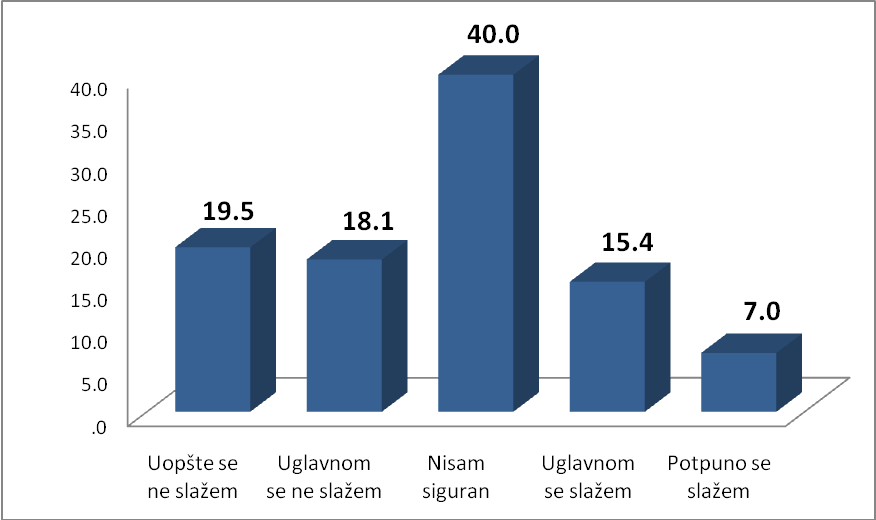 40.0
40.0
35.0
30.0
25.0
20.0
15.0
10.0
5.0
.0
19.5
18.1
15.4
7.0
Uopšte se
ne slažem
Uglavnom
se ne slažem
Nisam
siguran
Uglavnom
se slažem
Potpuno se
slažem